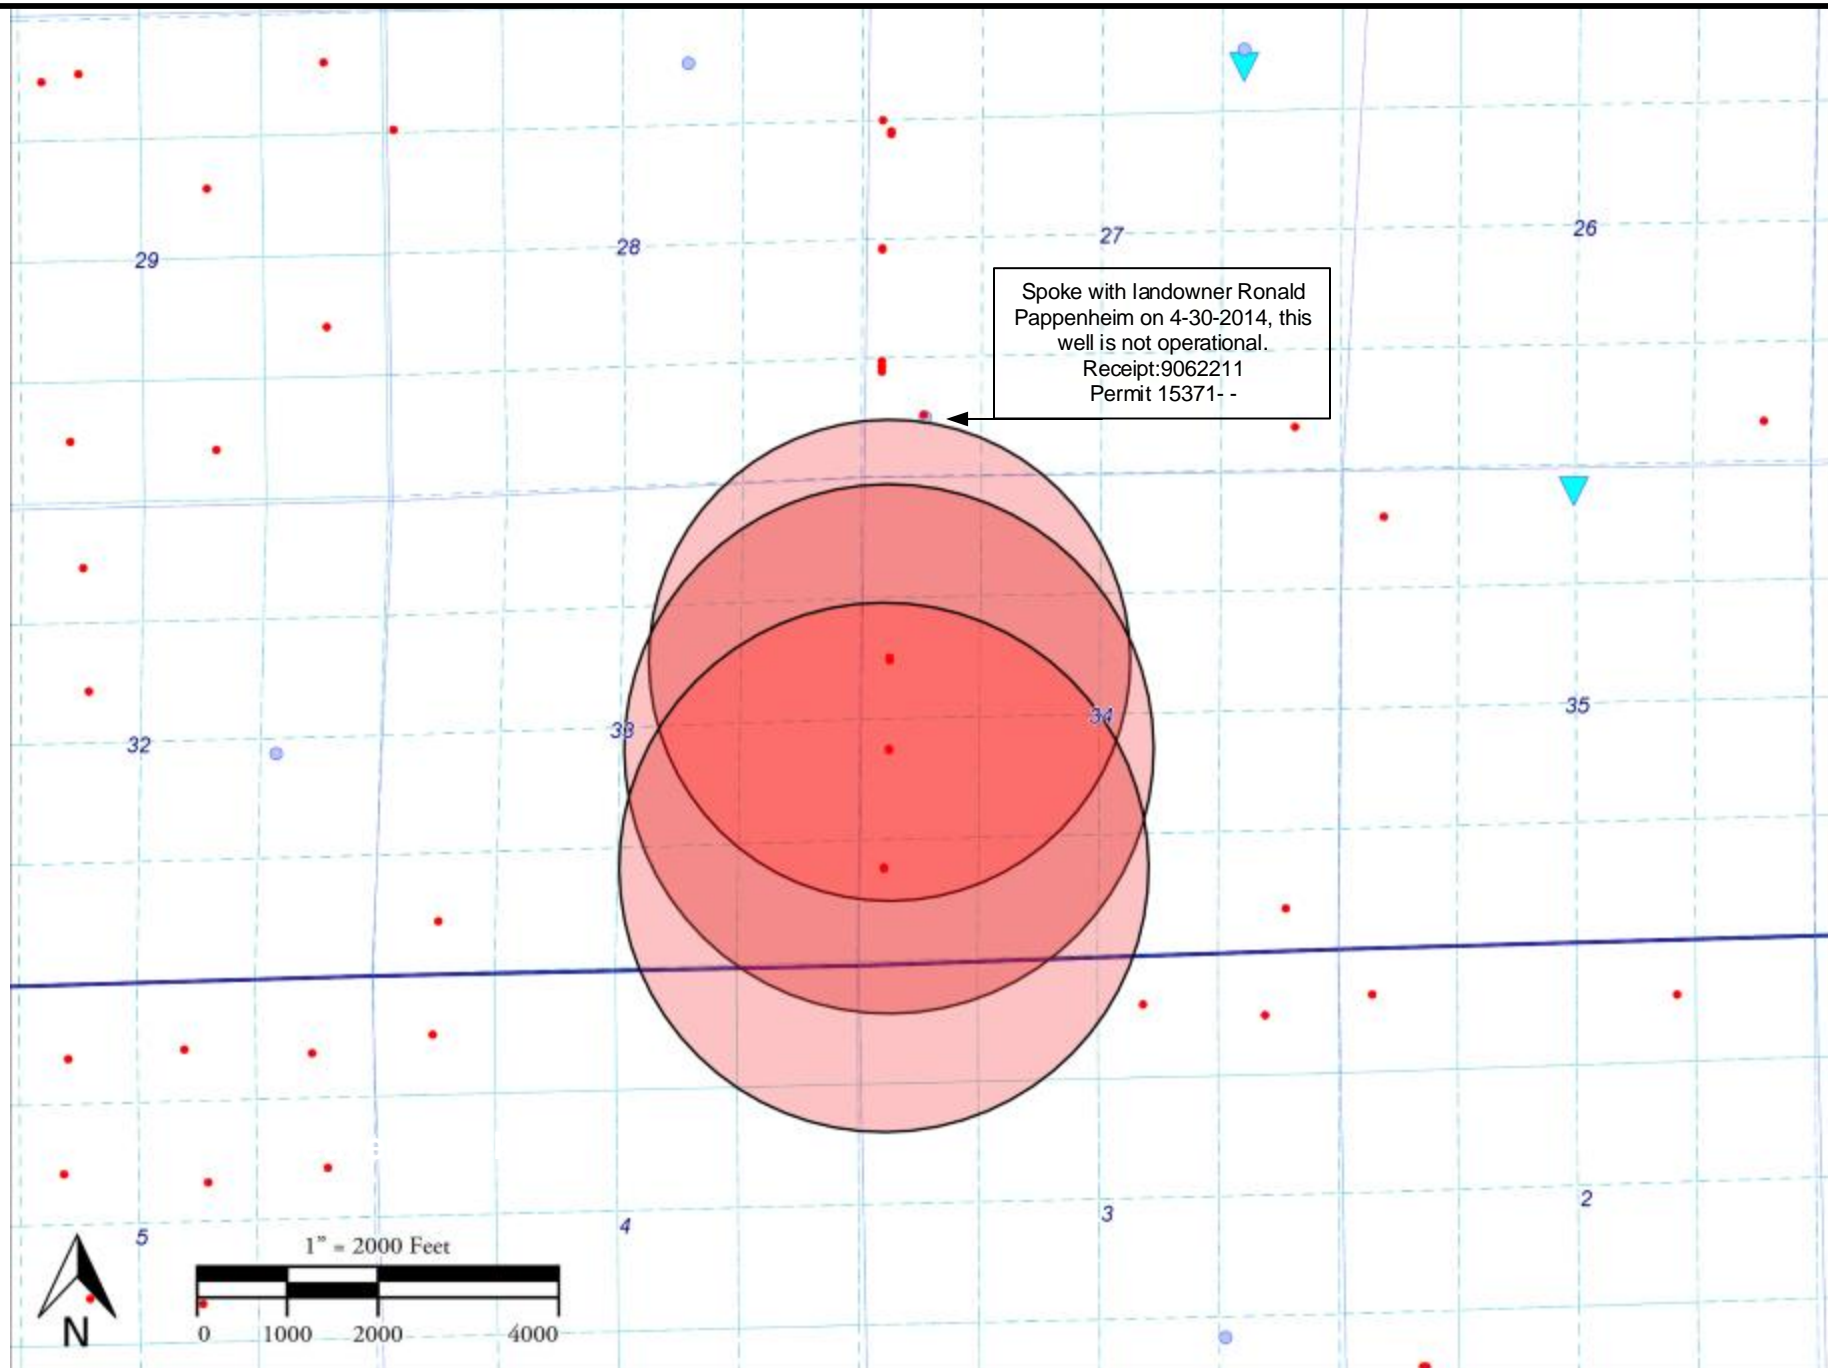 29
28
27
26
Spoke with landowner Ronald
Pappenheim on 4-30-2014, this
well is not operational.
Receipt:9062211
Permit 15371- -
32
33
34
35
5
4
3
2
1” = 2000 Feet
0 1000 2000 4000
N